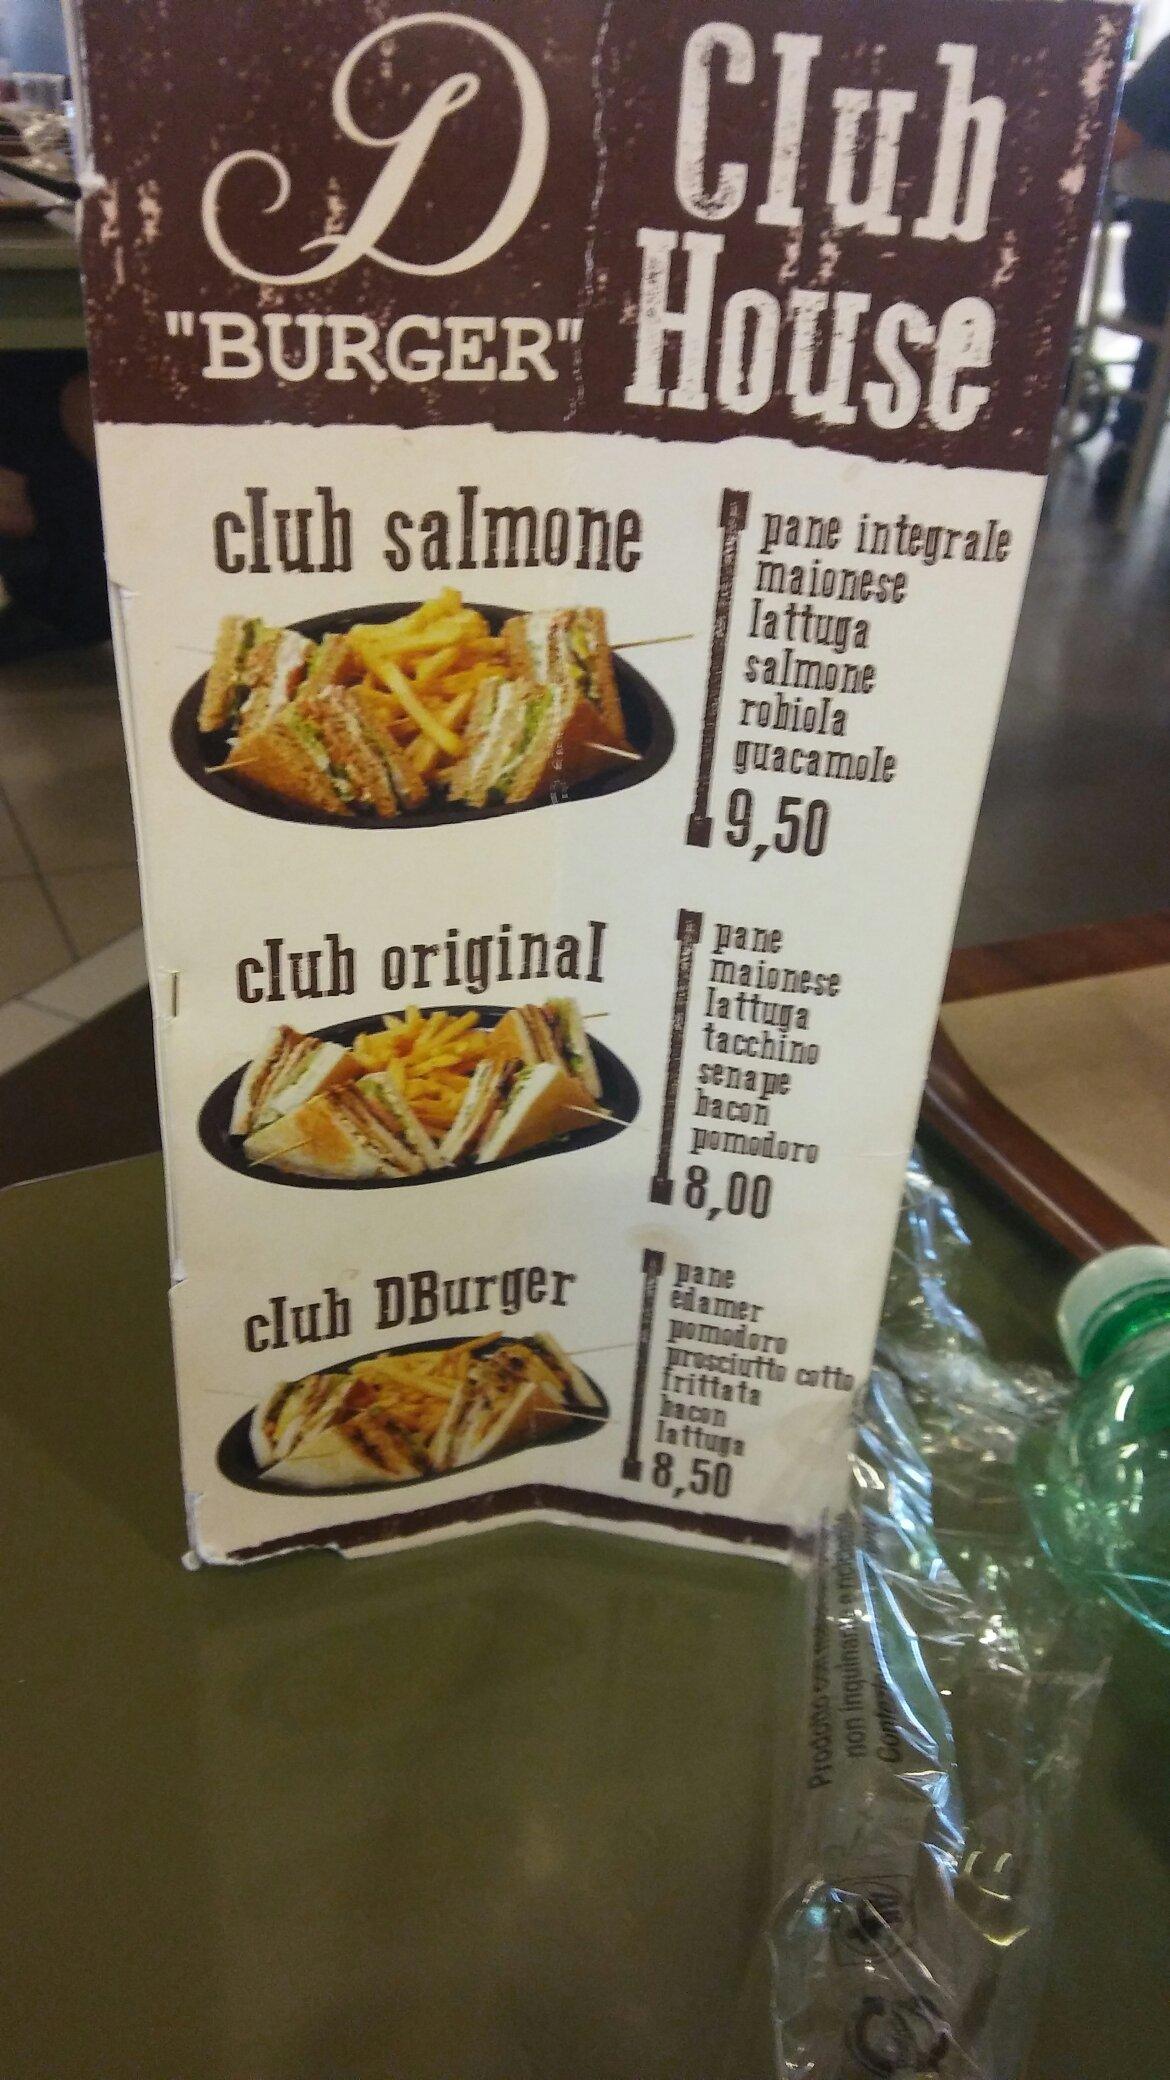 D
"BURGER"
Club
House
club salmone
pane integrale
maionese
lattuga
salmone
robiola
guacamole
9,50
club original
pane
maionese
lattuga
tacchino
senape
bacon
pomodoro
8,00
club DBurger
pane
edamer
pomodoro
prosciutto cotto
frittata
bacon
lattuga
8,50
Prodotto con
non inquinante